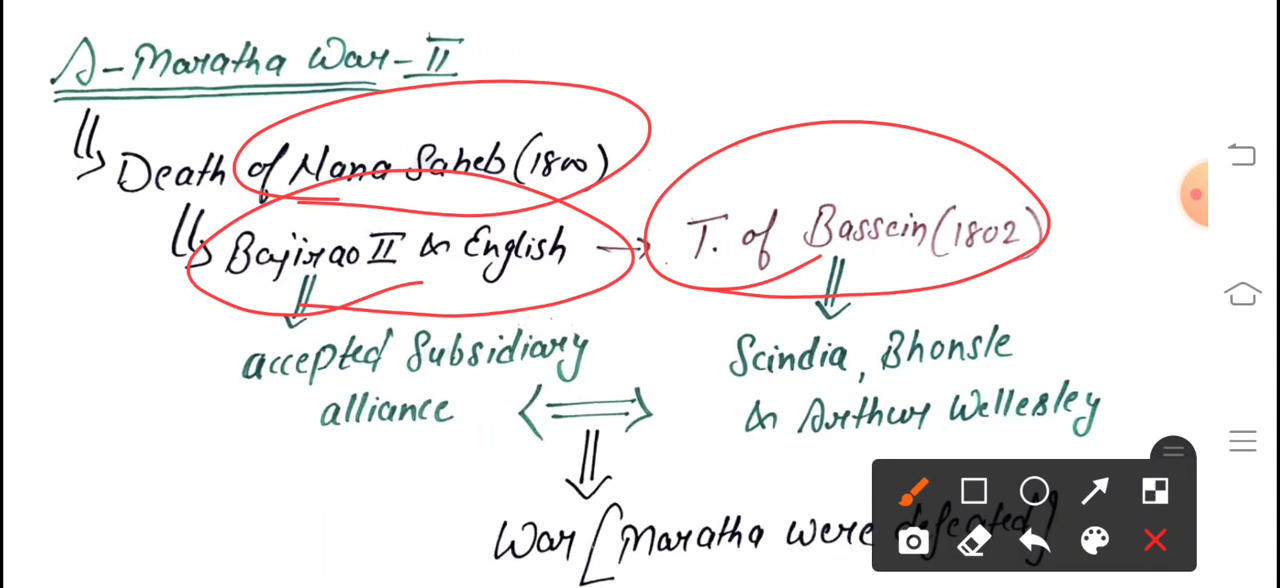 A-Maratha War-II
Death of Nana Saheb (1800)
Bajirao II & English → T. of Bassein (1802)
accepted Subsidiary
alliance
Scindia, Bhonsle
& Arthur Wellesley
War [Maratha were defeated]